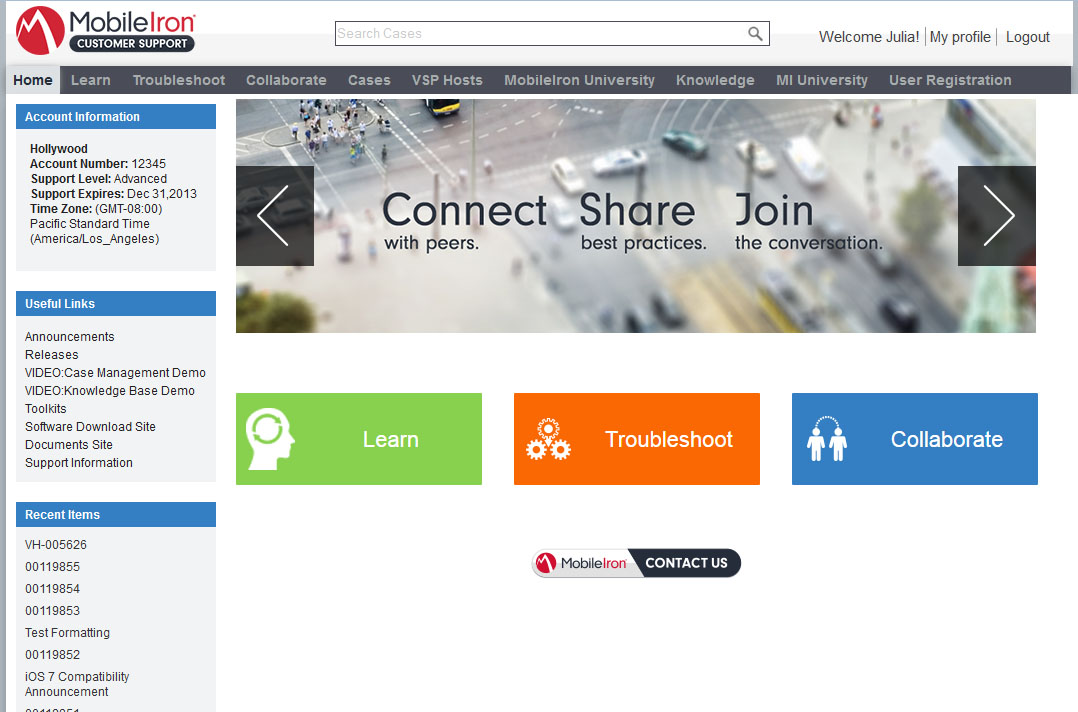 MobileIron
CUSTOMER SUPPORT
Search Cases
Welcome Julia! My profile Logout
Home Learn Troubleshoot Collaborate Cases VSP Hosts MobileIron University Knowledge MI University User Registration
Account Information
Hollywood
Account Number: 12345
Support Level: Advanced
Support Expires: Dec 31,2013
Time Zone: (GMT-08:00)
Pacific Standard Time
(America/Los_Angeles)
Connect Share Join
with peers. best practices. the conversation.
Useful Links
Announcements
Releases
VIDEO:Case Management Demo
VIDEO:Knowledge Base Demo
Toolkits
Software Download Site
Documents Site
Support Information
Learn
Troubleshoot
Collaborate
MobileIron CONTACT US
Recent Items
VH-005626
00119855
00119854
00119853
Test Formatting
00119852
iOS 7 Compatibility
Announcement